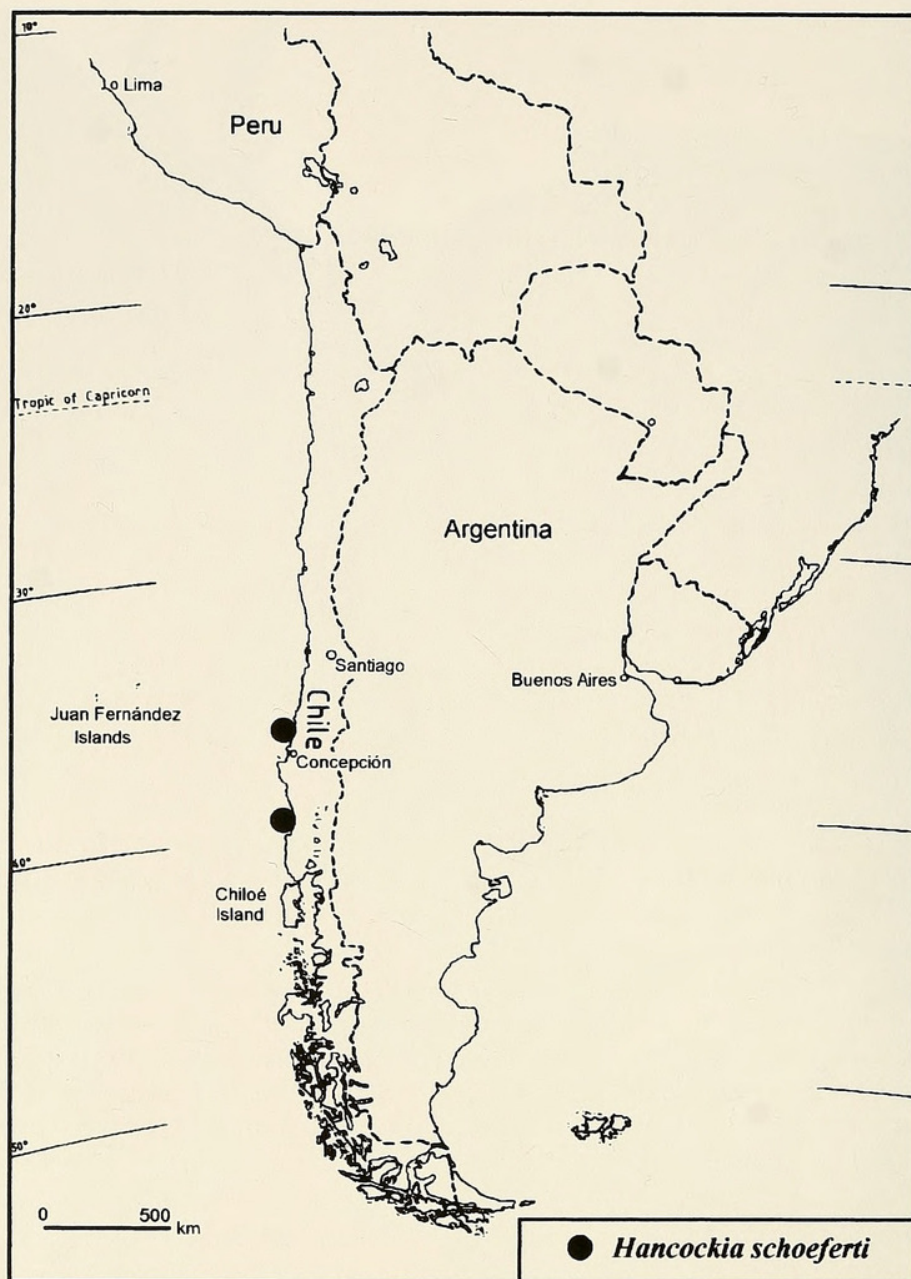 10°
Lima
Peru
20°
Tropic of Capricorn
Argentina
30°
Santiago
Buenos Aires
Juan Fernández
Islands
Chile
Concepción
40°
Chiloé
Island
50°
0 500 km
Hancockia schoeferti